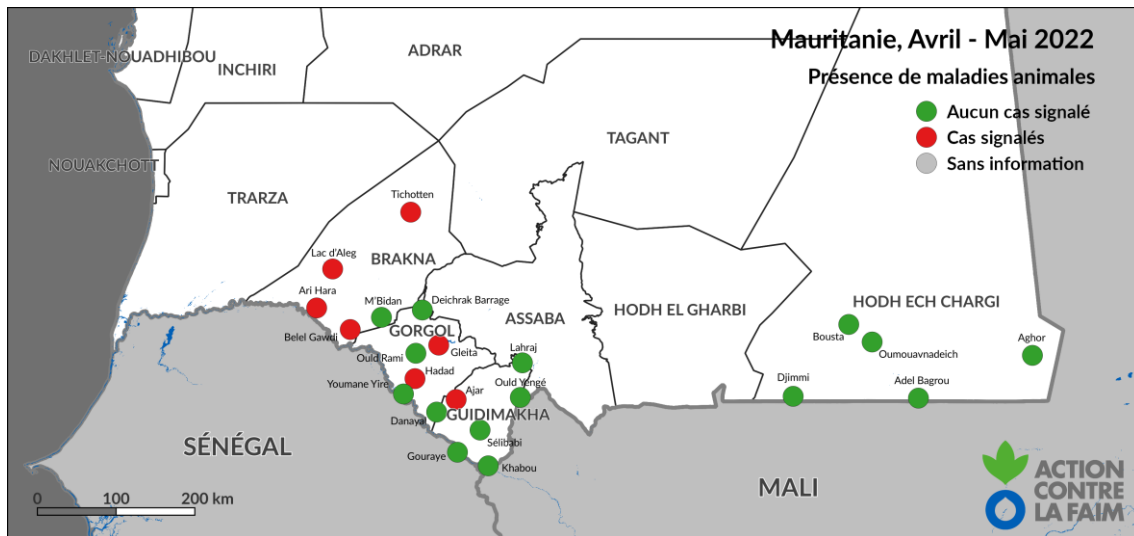 Mauritanie, Avril - Mai 2022
Présence de maladies animales
Aucun cas signalé
Cas signalés
Sans information
DAKHLET-NOUADHIBOU
INCHIRI
ADRAR
NOUAKCHOTT
TRARZA
TAGANT
Tichotten
Lac d'Aleg
BRAKNA
Ari Hara
M'Bidan
Deichrak Barrage
Belel Gawdi
GORGOL
ASSABA
HODH EL GHARBI
HODH ECH CHARGI
Bousta
Oumouavnadeich
Aghor
Gleita
Ould Rami
Lahraj
Hadad
Youmane Yire
Ajar
Ould Yengé
Djimmi
Adel Bagrou
Danayal
GUIDIMAKHA
Sélibabi
Gouraye
Khabou
SÉNÉGAL
MALI
0 100 200 km
ACTION
CONTRE
LA FAIM